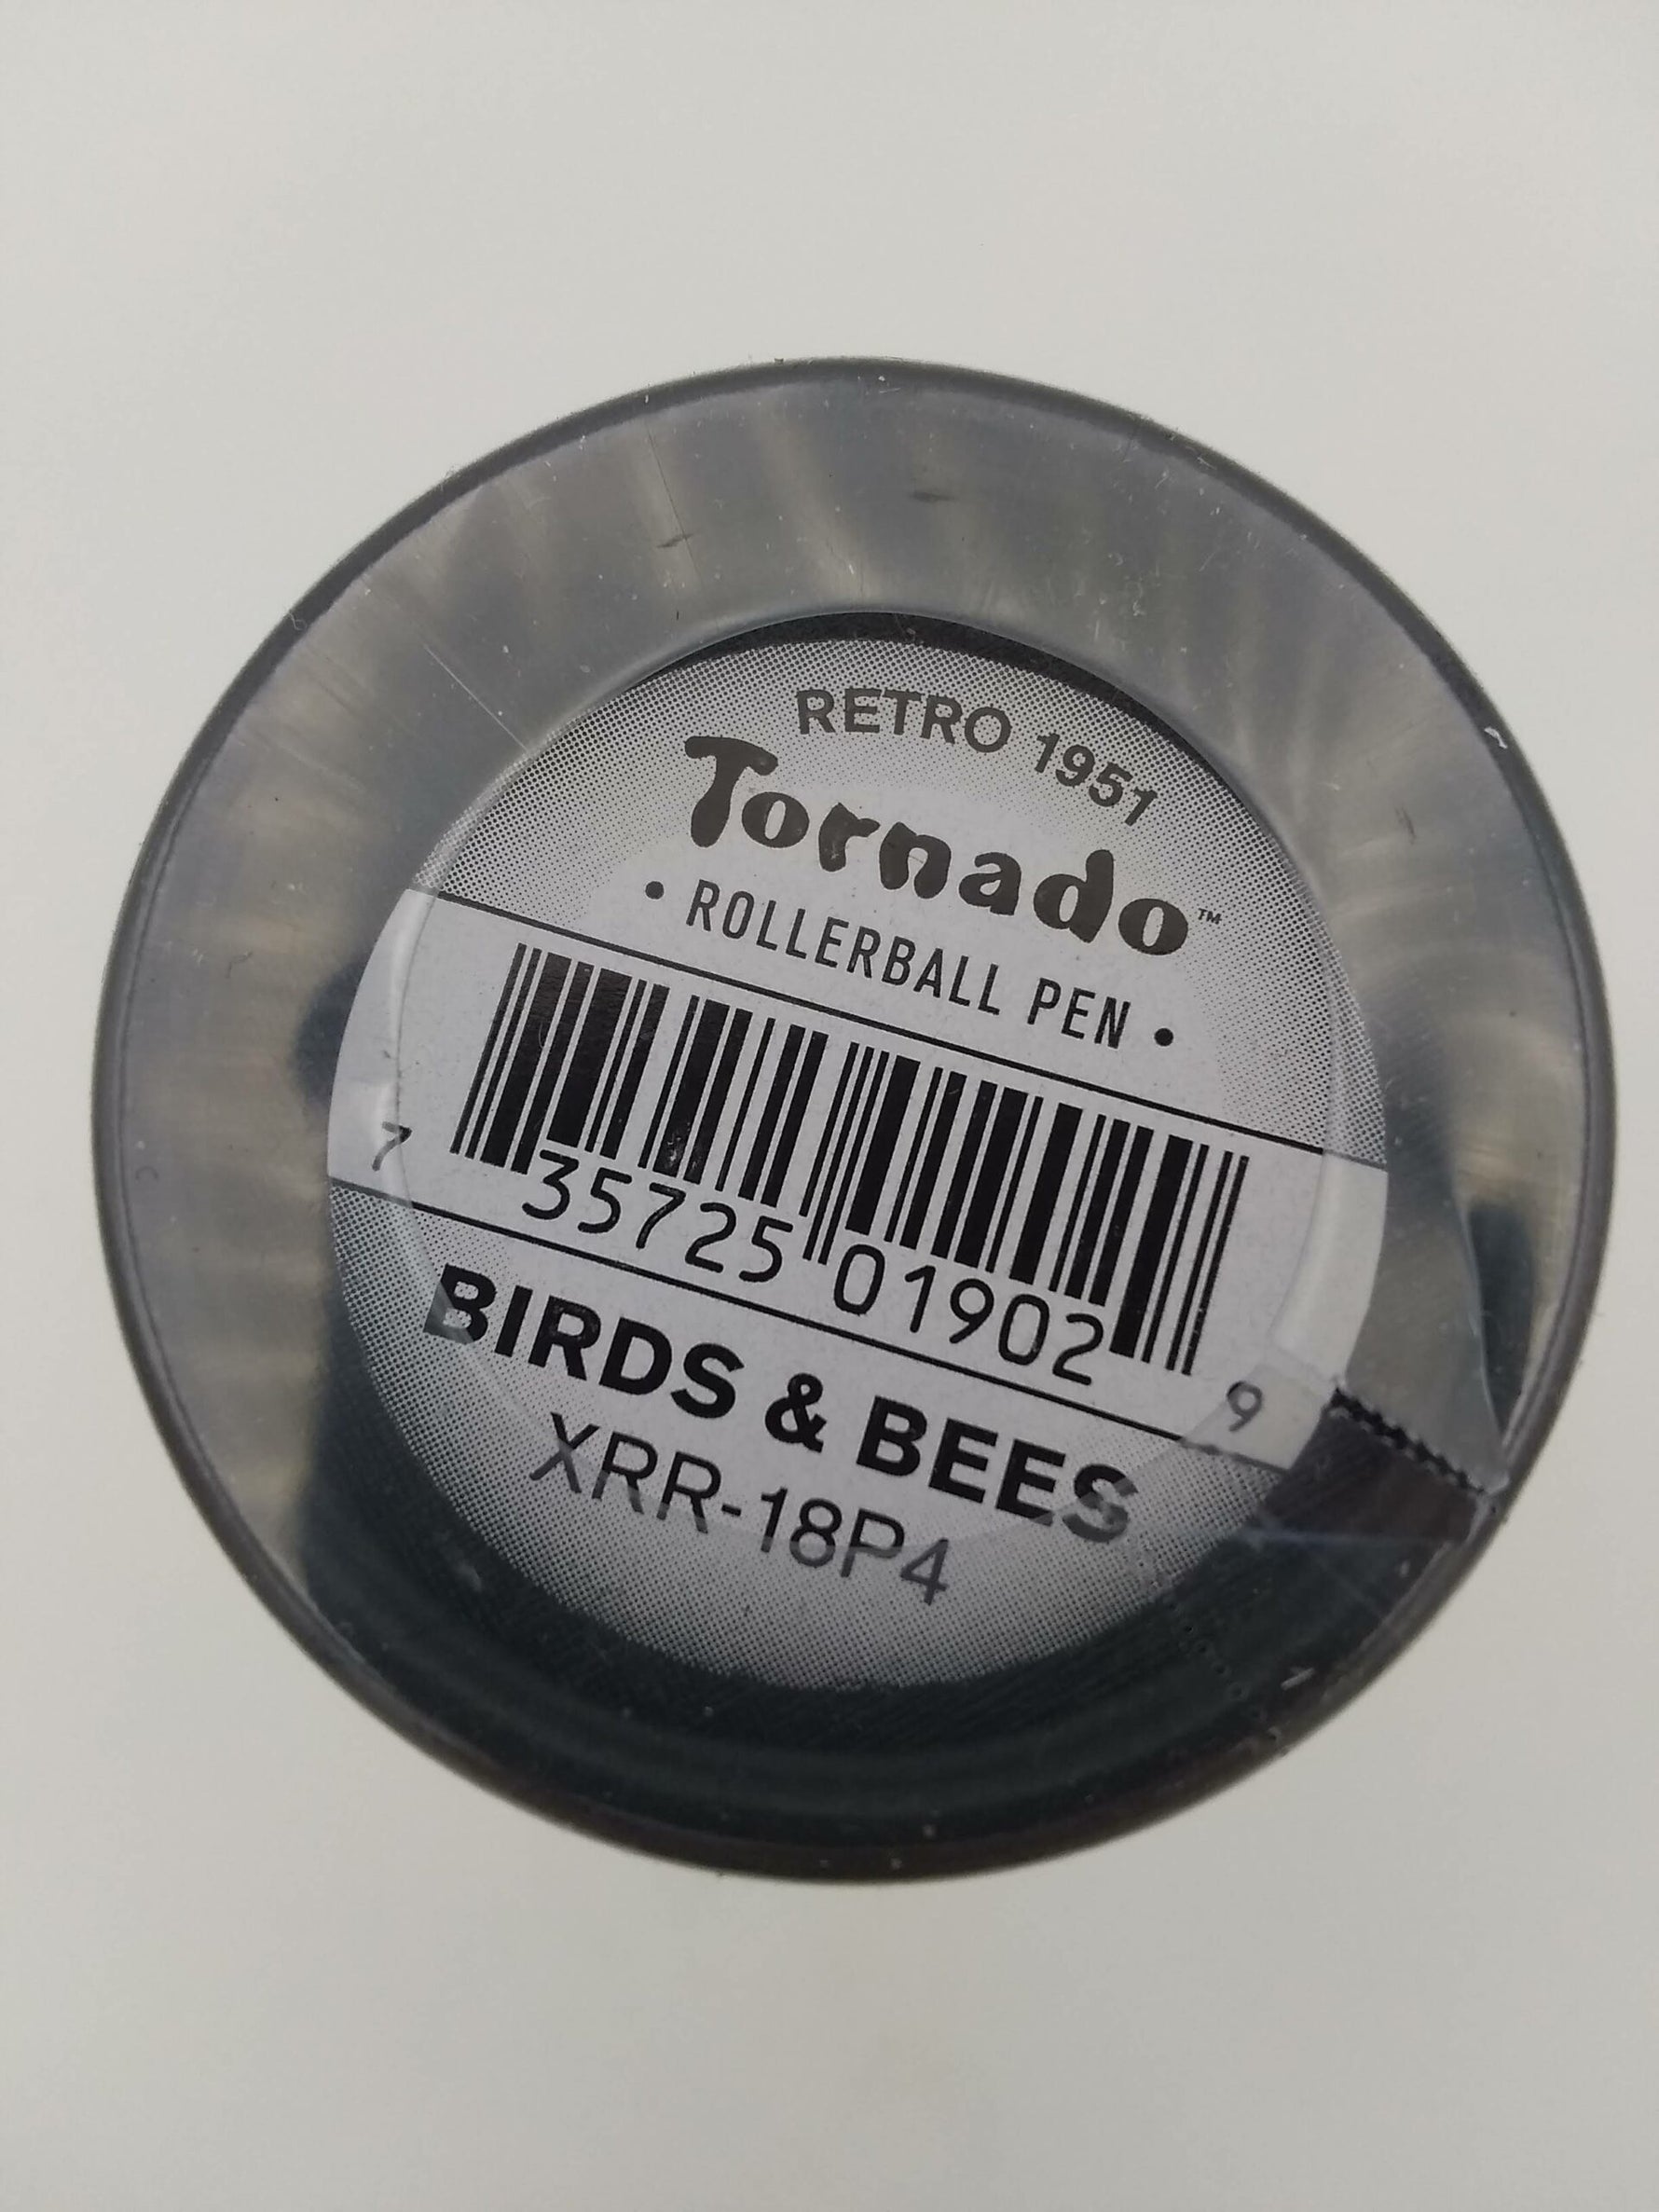 RETRO 1951
Tornado™
• ROLLERBALL PEN •
7 35725 01902 9
BIRDS & BEES
XRR-18P4